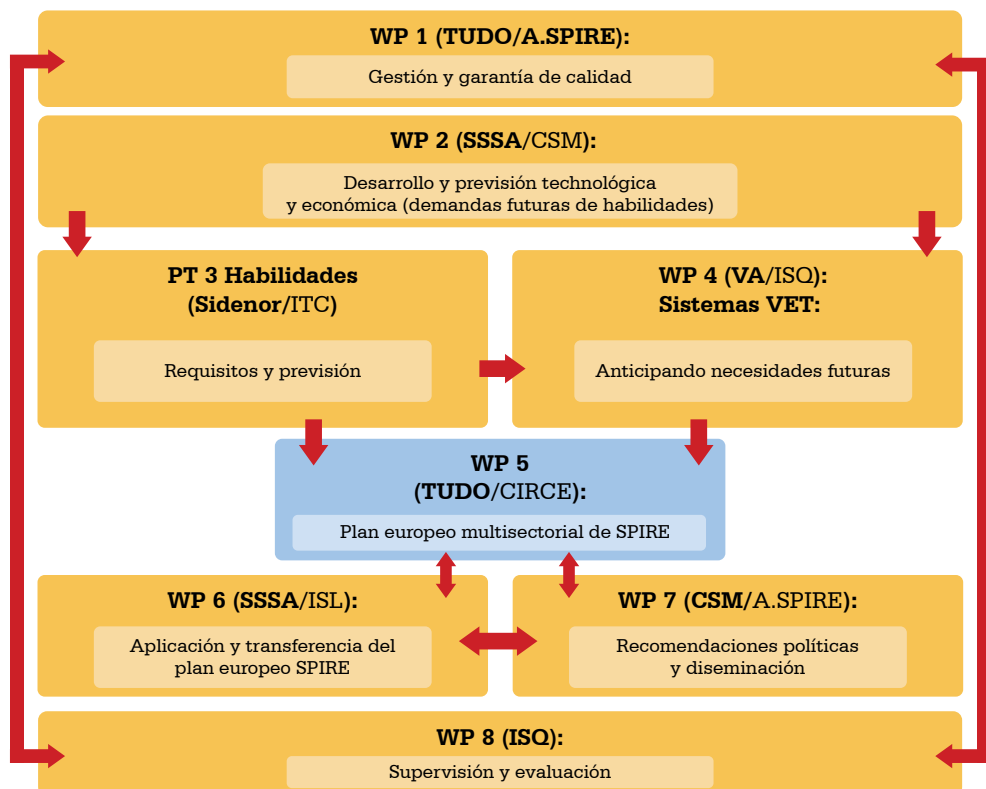 WP 1 (TUDO/A.SPIRE):
Gestión y garantía de calidad
WP 2 (SSSA/CSM):
Desarrollo y previsión technológica
y económica (demandas futuras de habilidades)
PT 3 Habilidades
(Sidenor/ITC)
Requisitos y previsión
WP 4 (VA/ISQ):
Sistemas VET:
Anticipando necesidades futuras
WP 5
(TUDO/CIRCE):
Plan europeo multisectorial de SPIRE
WP 6 (SSSA/ISL):
Aplicación y transferencia del
plan europeo SPIRE
WP 7 (CSM/A.SPIRE):
Recomendaciones políticas
y diseminación
WP 8 (ISQ):
Supervisión y evaluación